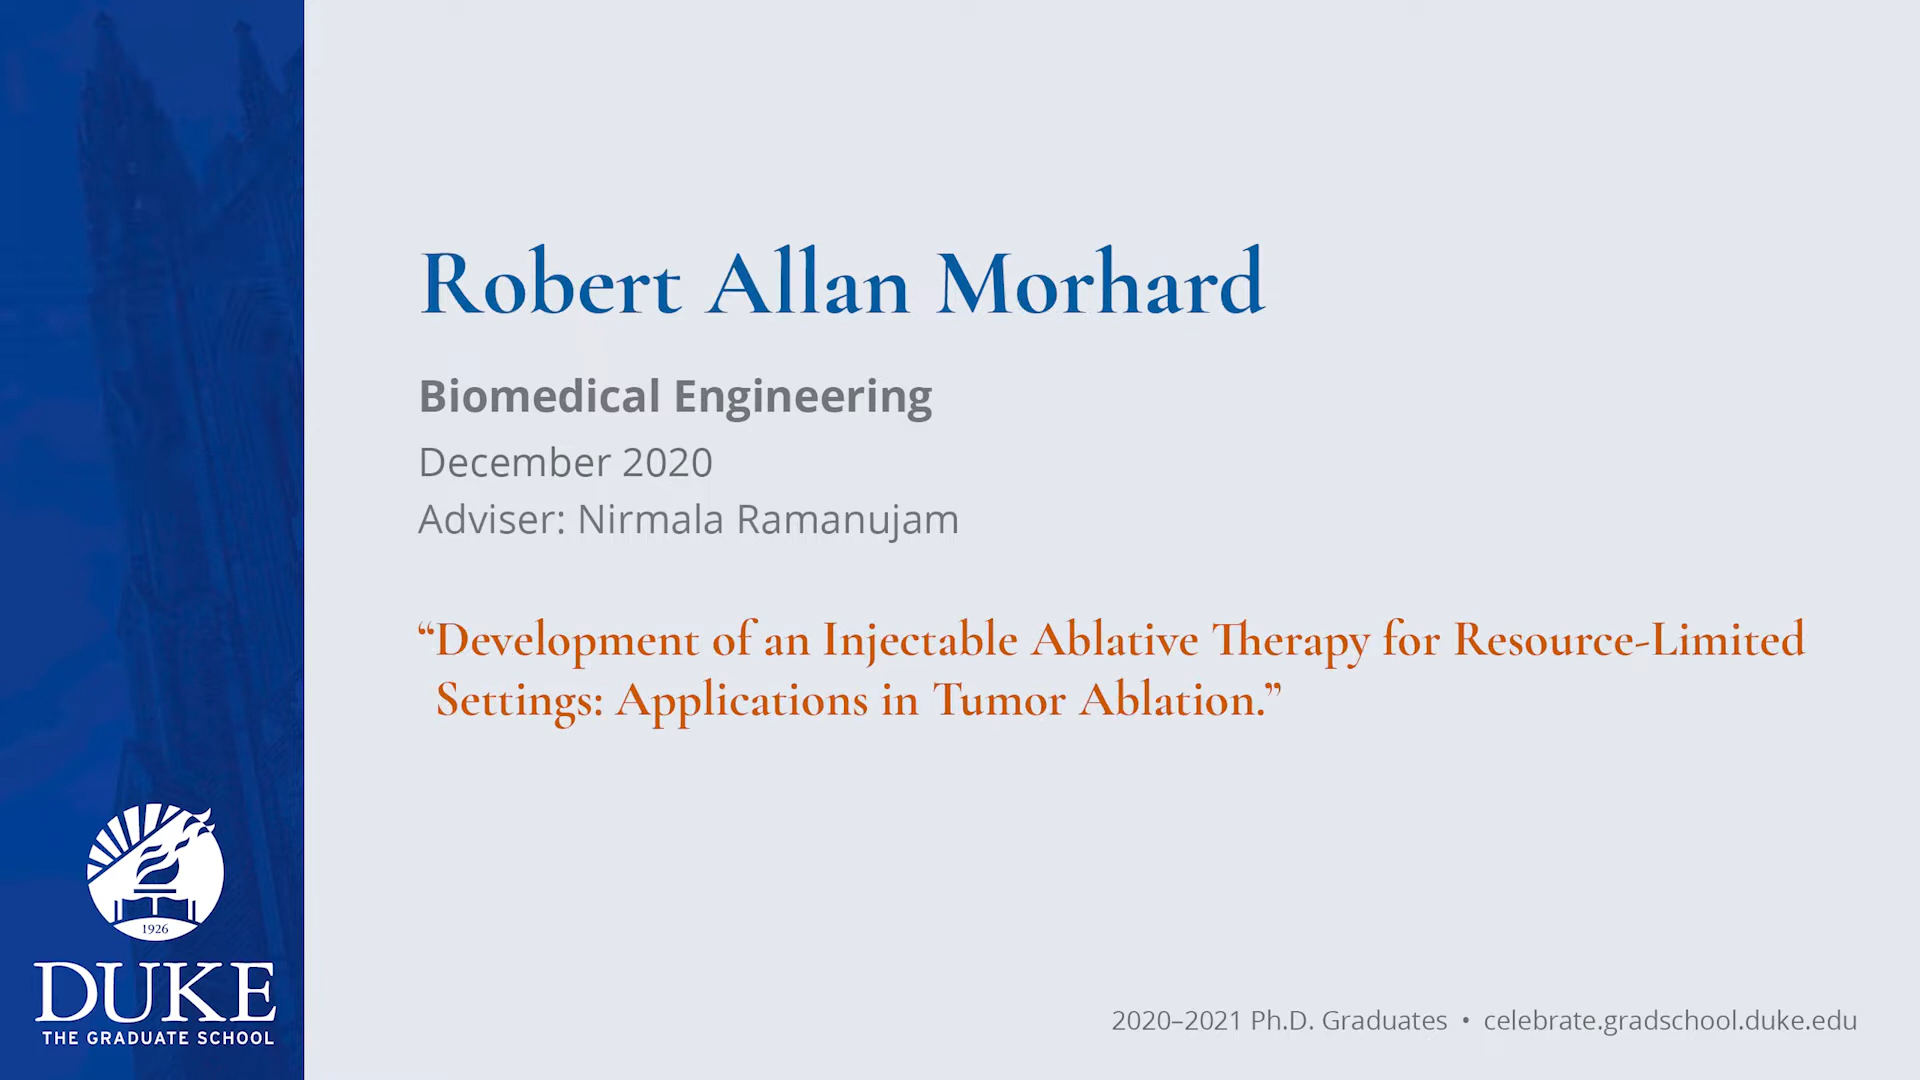 Robert Allan Morhard
Biomedical Engineering
December 2020
Adviser: Nirmala Ramanujam
“Development of an Injectable Ablative Therapy for Resource-Limited
Settings: Applications in Tumor Ablation.”
1926
DUKE
THE GRADUATE SCHOOL
2020–2021 Ph.D. Graduates • celebrate.gradschool.duke.edu